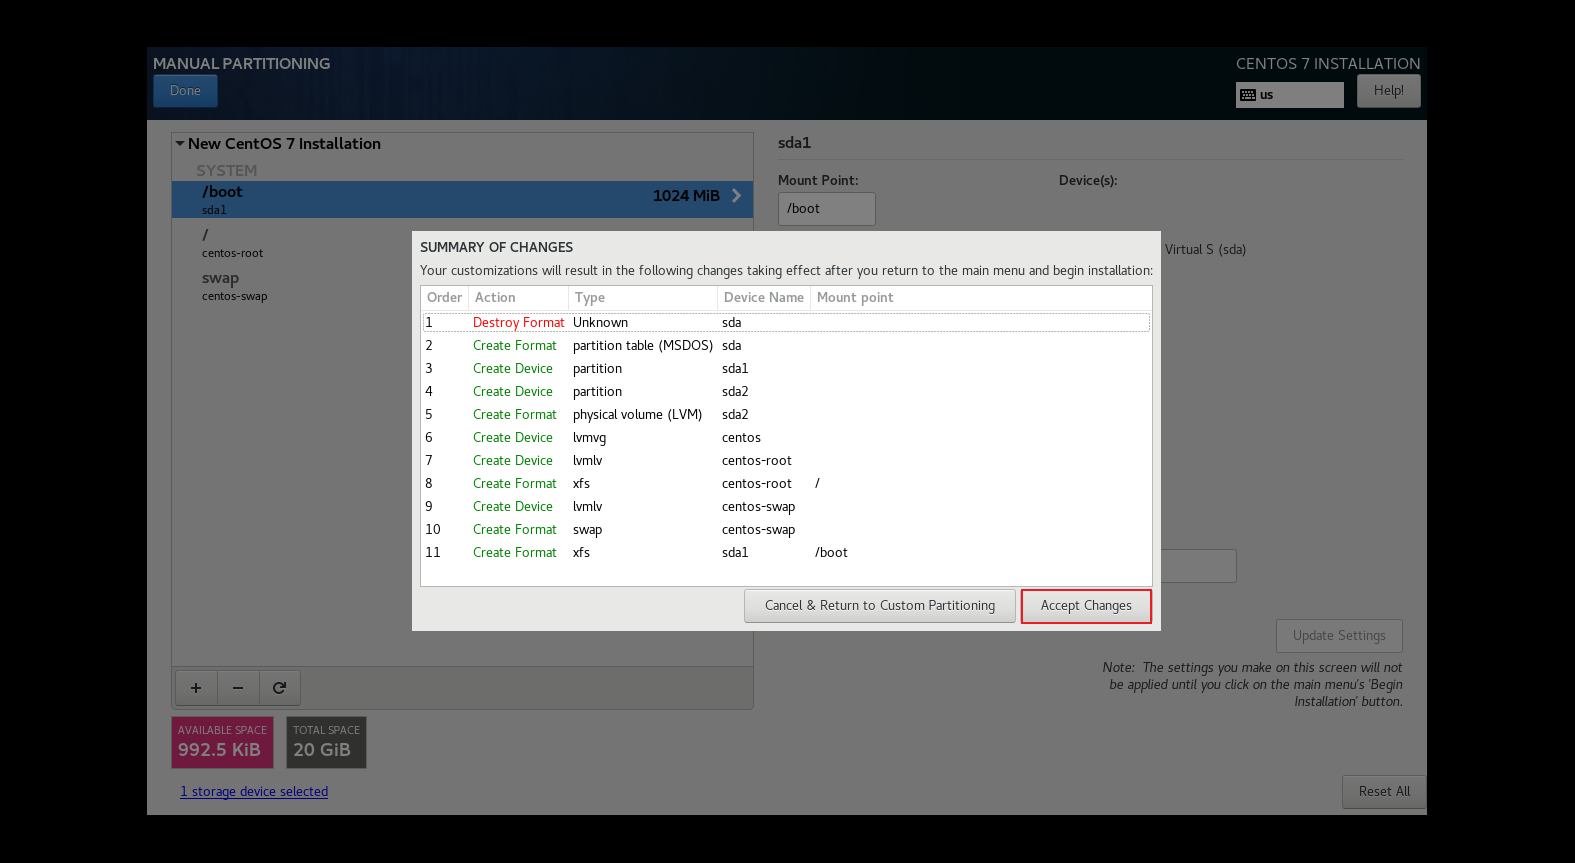 MANUAL PARTITIONING
Done
CENTOS 7 INSTALLATION
us
Help!
New CentOS 7 Installation
SYSTEM
/boot
1024 MiB
sda1
/
centos-root
swap
centos-swap
sda1
Mount Point:
Device(s):
/boot
Virtual S (sda)
SUMMARY OF CHANGES
Your customizations will result in the following changes taking effect after you return to the main menu and begin installation:
Order Action Type Device Name Mount point
1 Destroy Format Unknown sda
2 Create Format partition table (MSDOS) sda
3 Create Device partition sda1
4 Create Device partition sda2
5 Create Format physical volume (LVM) sda2
6 Create Device lvmvg centos
7 Create Device lvmlv centos-root
8 Create Format xfs centos-root /
9 Create Device lvmlv centos-swap
10 Create Format swap centos-swap
11 Create Format xfs sda1 /boot
Cancel & Return to Custom Partitioning
Accept Changes
Update Settings
Note: The settings you make on this screen will not
be applied until you click on the main menu's 'Begin
Installation' button.
AVAILABLE SPACE
992.5 KiB
TOTAL SPACE
20 GiB
1 storage device selected
Reset All